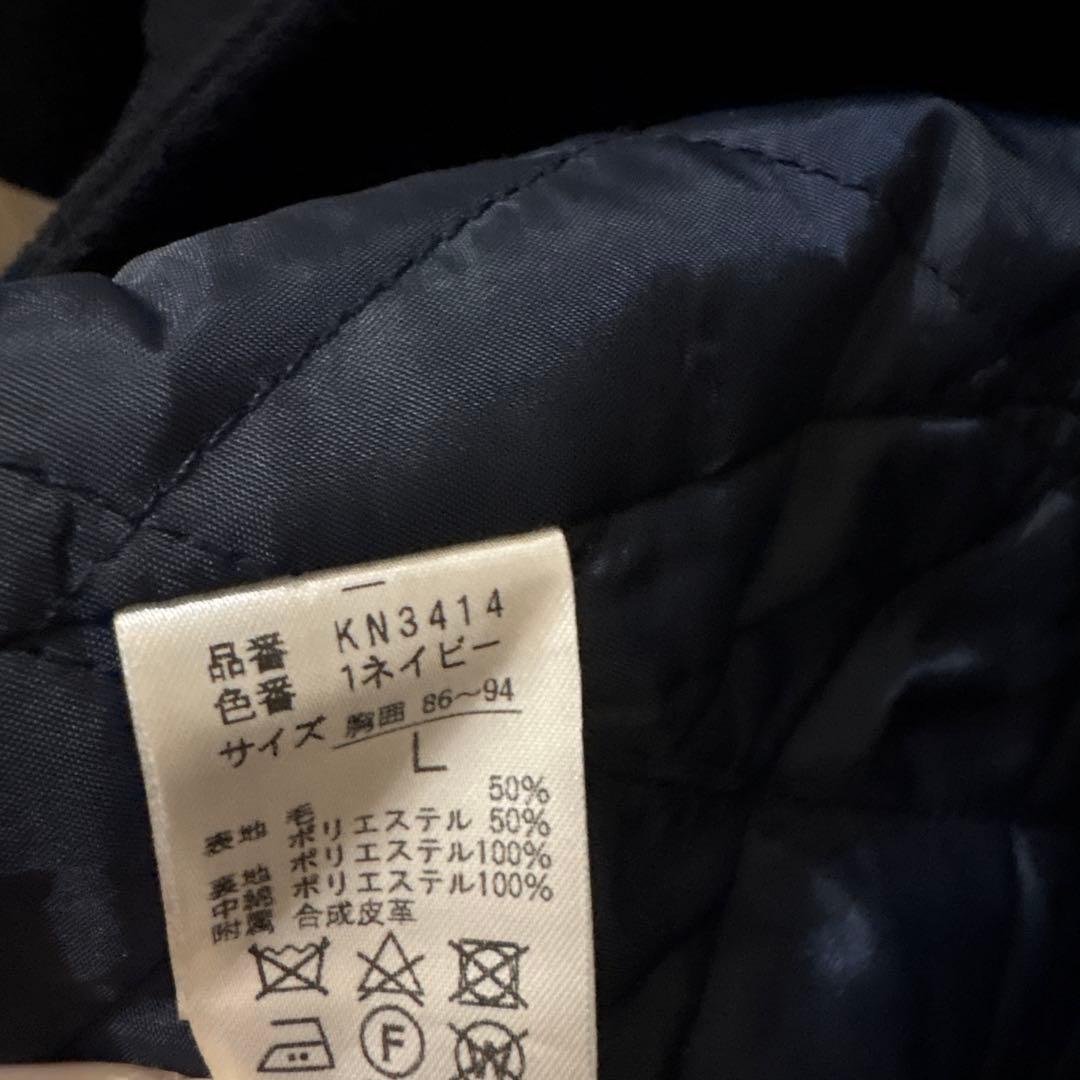 品番 KN3414
色番 1ネイビー
サイズ 胸囲 86～94
L
表地 毛 50%
ポリエステル 50%
裏地 ポリエステル100%
中綿 ポリエステル100%
附属 合成皮革
F
W